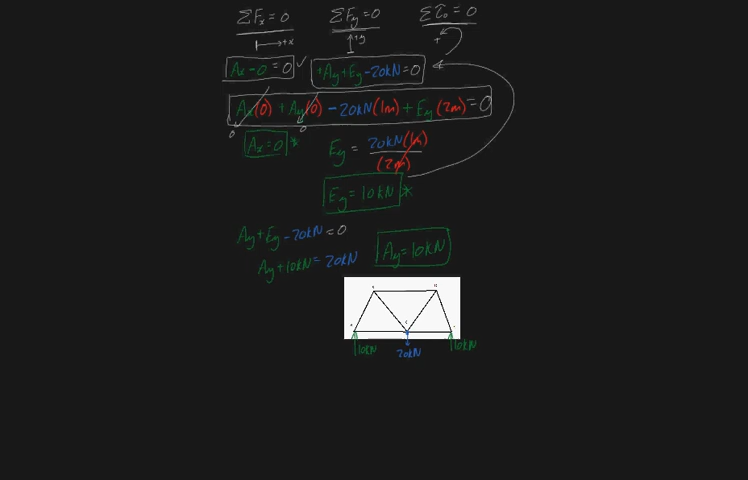 ΣFx = 0 ΣFy = 0 Στo = 0
→+x ↑+y +
Ax-0=0 ✓ +Ay+Ey-20kN=0
Ax(0) +Ay(0) -20kN(1m)+Ey(2m)=0
0 0
Ax=0 * Ey = 20kN(1m)
(2m)
Ey=10kN *
Ay+Ey-20kN=0
Ay+10kN=20kN Ay=10kN
10kN 20kN 10kN